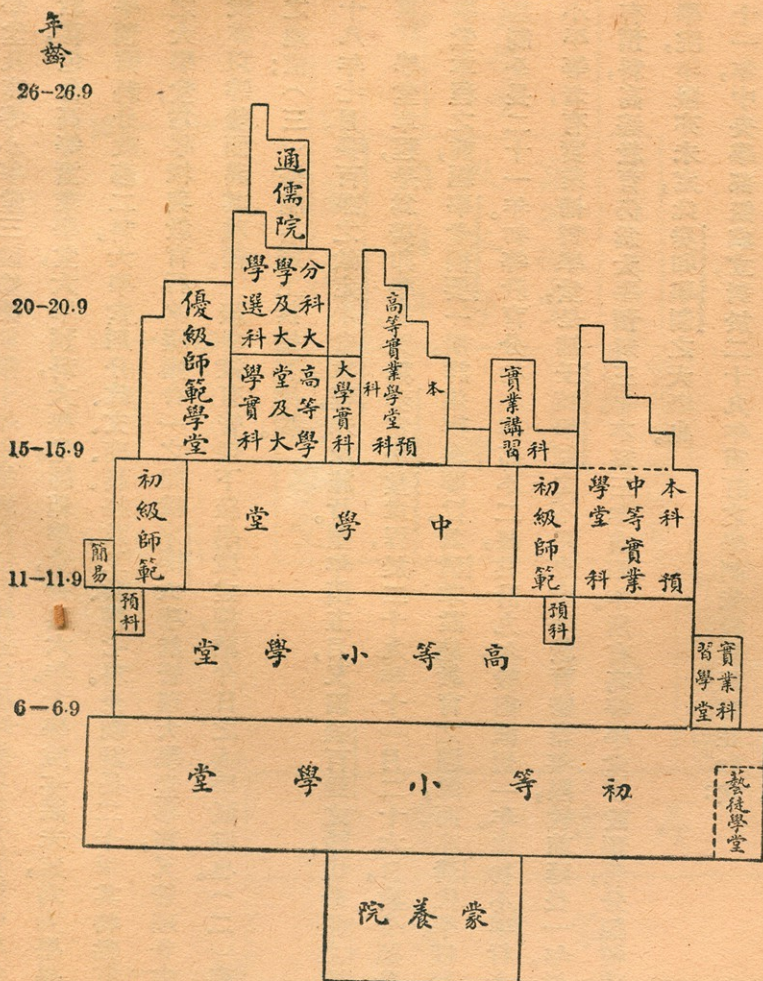 年齡
26–26.9
通儒院
分科大
學及大
學選科
20–20.9
優級師範學堂
高等學
堂及大
學實科
大學實科
本
高等實業學堂預
科
科
實業講習科
15–15.9
初級師範
中學堂
初級師範
本科預
中等實業
學堂科
簡易
11–11.9
預科
預科
高等小學堂
實業科
習學堂
6–6.9
初等小學堂
藝徒學堂
蒙養院